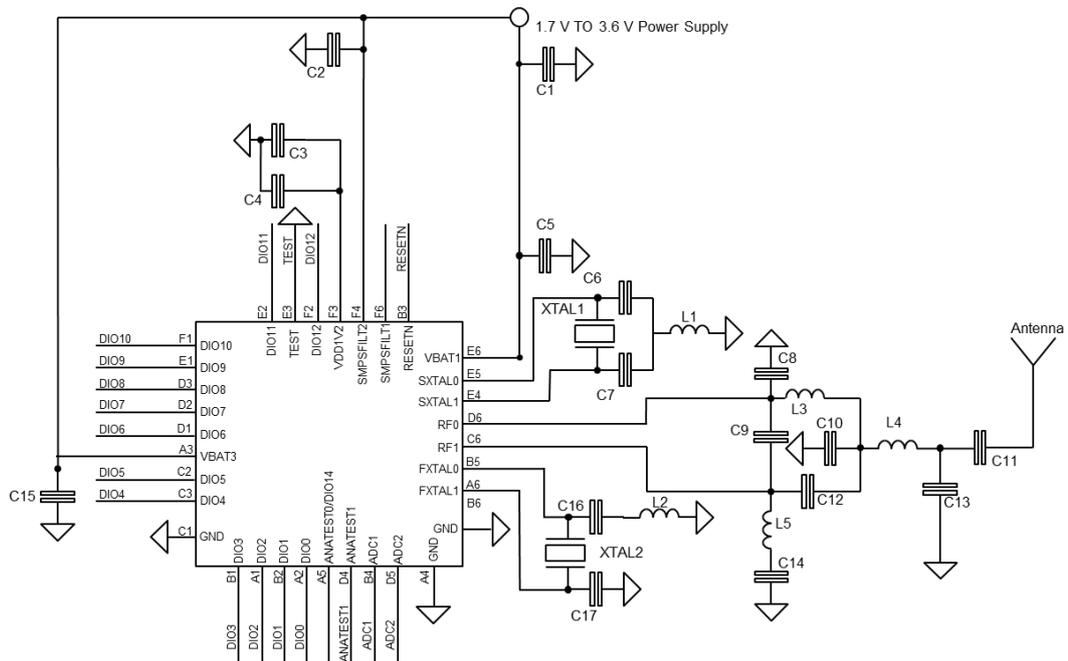 1.7 V TO 3.6 V Power Supply
C2
C1
C3
C4
C5
DIO11
TEST
DIO12
RESETN
C6
E2
E3
F2
F3
F4
F6
B3
XTAL1
L1
Antenna
DIO10 F1 DIO10
DIO9 E1 DIO9
DIO8 D3 DIO8
DIO7 D2 DIO7
DIO6 D1 DIO6
A3 VBAT3
DIO5 C2 DIO5
DIO4 C3 DIO4
C1 GND
DIO11
TEST
DIO12
VDD1V2
SMPSFILT2
SMPSFILT1
RESETN
VBAT1 E6
SXTAL0 E5
SXTAL1 E4
RF0 D6
RF1 C6
FXTAL0 B5
FXTAL1 A6
GND B6
C7
C8
L3
C9
C10
L4
C11
C12
C13
C15
C16
L2
L5
XTAL2
C14
C17
DIO3
DIO2
DIO1
DIO0
ANATEST0/DIO14
ANATEST1
ADC1
ADC2
GND
B1
A1
B2
A2
A5
D4
B4
D5
A4
DIO3
DIO2
DIO1
DIO0
ANATEST1
ADC1
ADC2